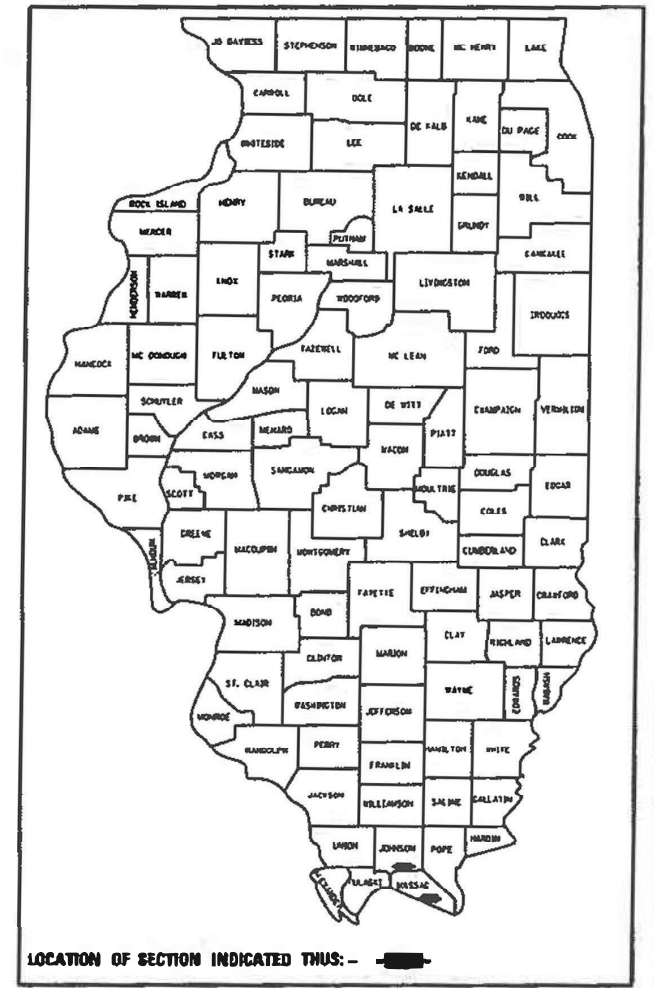 JO DAVIESS STEPHENSON WINNEBAGO BOONE MC HENRY LAKE
CARROLL OGLE DE KALB KANE DU PAGE COOK
WHITESIDE LEE
KENDALL
ROCK ISLAND HENRY BUREAU LA SALLE GRUNDY WILL
MERCER STARK PUTNAM KANKAKEE
MARSHALL
HENDERSON WARREN KNOX PEORIA WOODFORD LIVINGSTON IROQUOIS
HANCOCK MC DONOUGH FULTON TAZEWELL MC LEAN FORD
SCHUYLER MASON LOGAN DE WITT CHAMPAIGN VERMILION
ADAMS BROWN CASS MENARD MACON PIATT
PIKE SCOTT MORGAN SANGAMON CHRISTIAN MOULTRIE DOUGLAS EDGAR
COLES
CALHOUN GREENE MACOUPIN MONTGOMERY SHELBY CUMBERLAND CLARK
JERSEY FAYETTE EFFINGHAM JASPER CRAWFORD
MADISON BOND CLAY RICHLAND LAWRENCE
CLINTON MARION
ST. CLAIR WASHINGTON JEFFERSON WAYNE EDWARDS WABASH
MONROE
RANDOLPH PERRY FRANKLIN HAMILTON WHITE
JACKSON WILLIAMSON SALINE GALLATIN
UNION JOHNSON POPE HARDIN
ALEXANDER PULASKI MASSAC
LOCATION OF SECTION INDICATED THUS: -